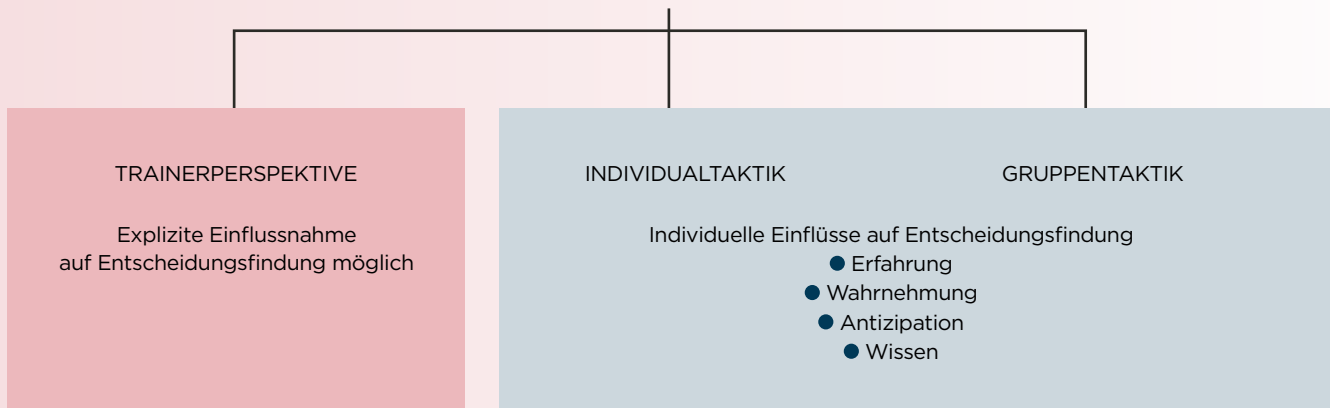 TRAINERPERSPEKTIVE
Explizite Einflussnahme
auf Entscheidungsfindung möglich
INDIVIDUALTAKTIK
GRUPPENTAKTIK
Individuelle Einflüsse auf Entscheidungsfindung
● Erfahrung
● Wahrnehmung
● Antizipation
● Wissen